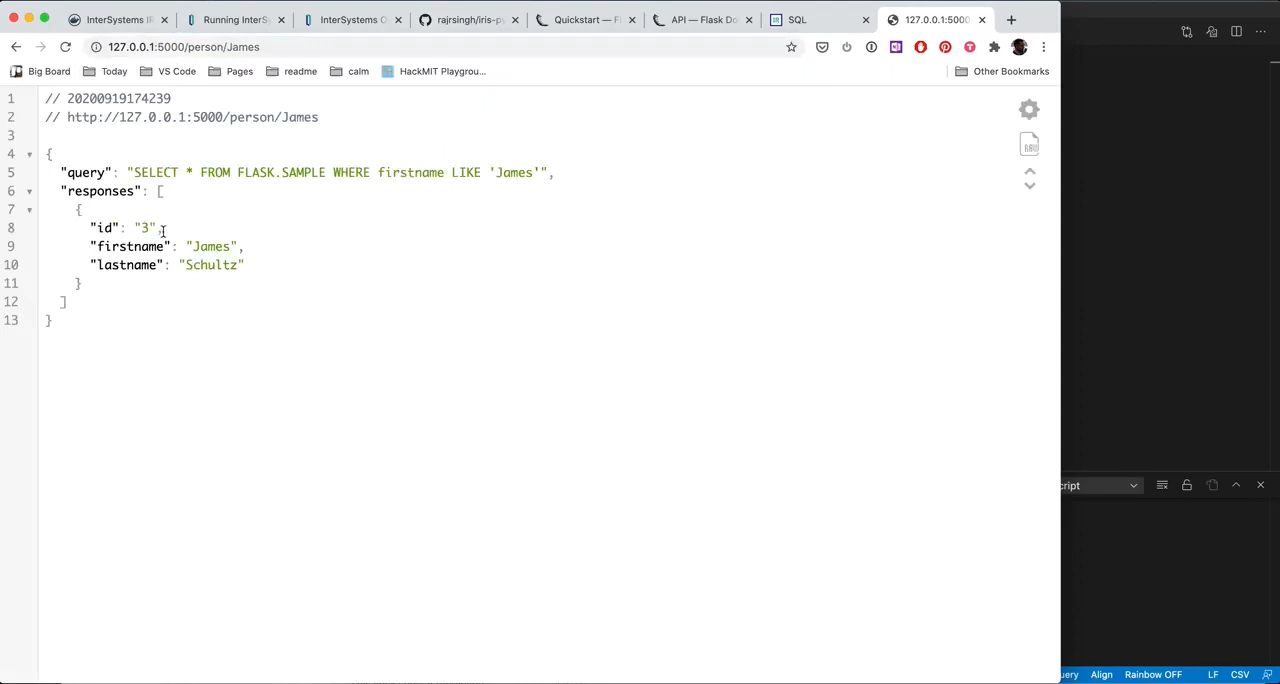 InterSystems IR
Running InterS
InterSystems O
rajrsingh/iris-py
Quickstart — Fl
API — Flask Do
SQL
127.0.0.1:5000
127.0.0.1:5000/person/James
Big Board Today VS Code Pages readme calm HackMIT Playgrou... Other Bookmarks
1 // 20200919174239
2 // http://127.0.0.1:5000/person/James
3
4 {
5 "query": "SELECT * FROM FLASK.SAMPLE WHERE firstname LIKE 'James'",
6 "responses": [
7 {
8 "id": "3",
9 "firstname": "James",
10 "lastname": "Schultz"
11 }
12 ]
13 }
RAW
cript
uery Align Rainbow OFF LF CSV